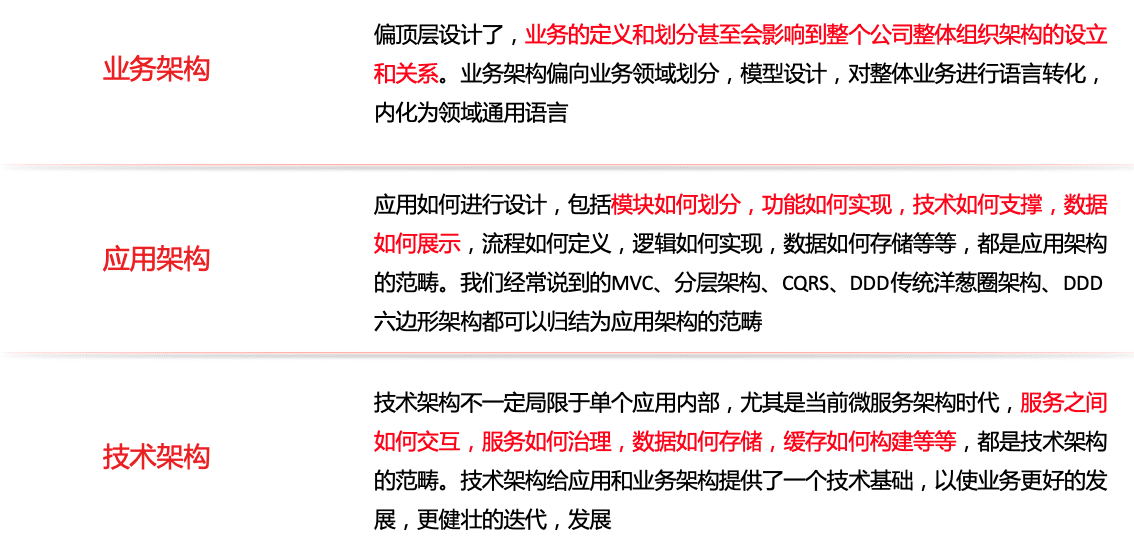 业务架构
偏顶层设计了，业务的定义和划分甚至会影响到整个公司整体组织架构的设立
和关系。业务架构偏向业务领域划分，模型设计，对整体业务进行语言转化，
内化为领域通用语言
应用架构
应用如何进行设计，包括模块如何划分，功能如何实现，技术如何支撑，数据
如何展示，流程如何定义，逻辑如何实现，数据如何存储等等，都是应用架构
的范畴。我们经常说到的MVC、分层架构、CQRS、DDD传统洋葱圈架构、DDD
六边形架构都可以归结为应用架构的范畴
技术架构
技术架构不一定局限于单个应用内部，尤其是当前微服务架构时代，服务之间
如何交互，服务如何治理，数据如何存储，缓存如何构建等等，都是技术架构
的范畴。技术架构给应用和业务架构提供了一个技术基础，以使业务更好的发
展，更健壮的迭代，发展